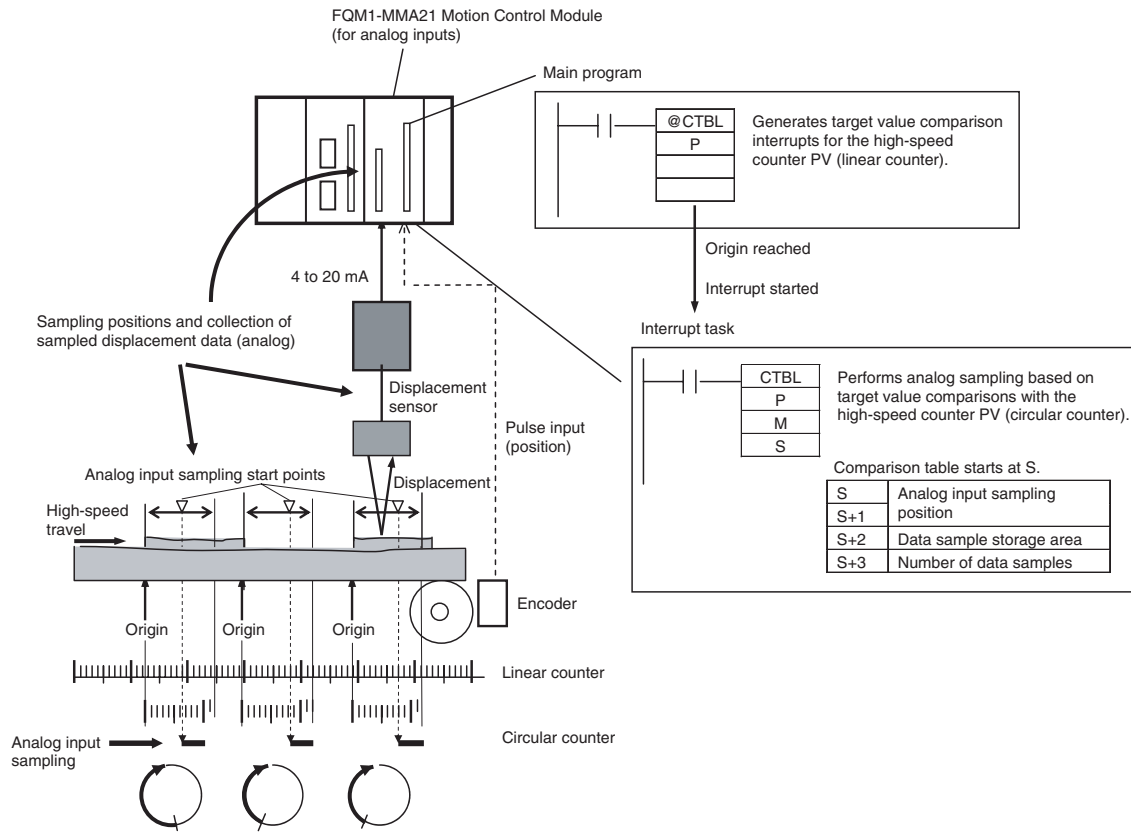 FQM1-MMA21 Motion Control Module
(for analog inputs)
Main program
@CTBL
P
Generates target value comparison
interrupts for the high-speed
counter PV (linear counter).
Origin reached
Interrupt started
Interrupt task
CTBL
P
M
S
Performs analog sampling based on
target value comparisons with the
high-speed counter PV (circular counter).
Comparison table starts at S.
S
S+1
Analog input sampling
position
S+2 Data sample storage area
S+3 Number of data samples
4 to 20 mA
Sampling positions and collection of
sampled displacement data (analog)
Displacement
sensor
Pulse input
(position)
Analog input sampling start points
Displacement
High-speed
travel
Encoder
Origin Origin Origin
Linear counter
Circular counter
Analog input
sampling